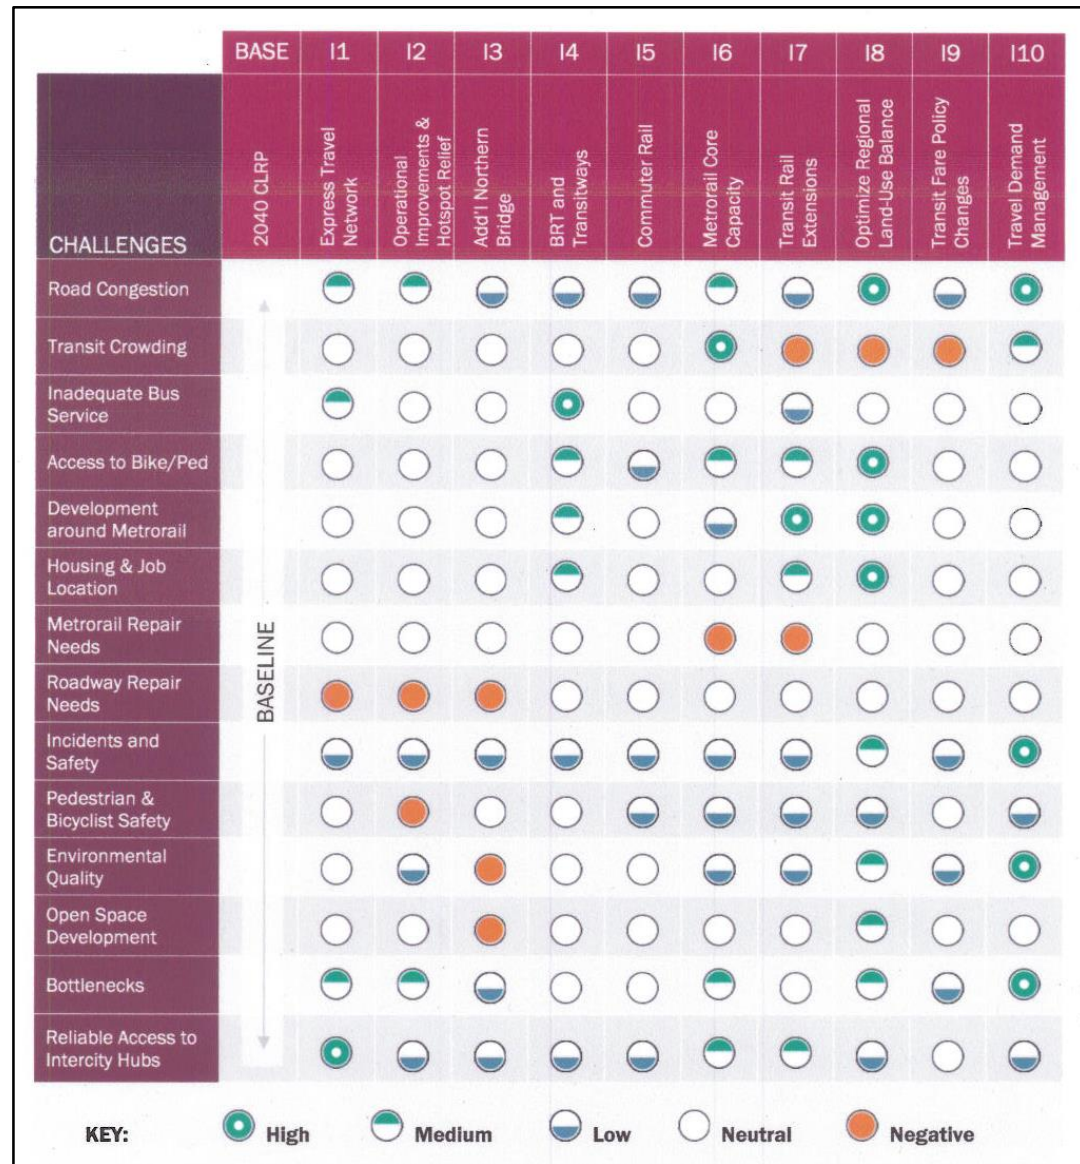 BASE I1 I2 I3 I4 I5 I6 I7 I8 I9 I10
CHALLENGES
2040 CLRP
Express Travel
Network
Operational
Improvements &
Hotspot Relief
Add'l Northern
Bridge
BRT and
Transitways
Commuter Rail
Metrorail Core
Capacity
Transit Rail
Extensions
Optimize Regional
Land-Use Balance
Transit Fare Policy
Changes
Travel Demand
Management
Road Congestion
Transit Crowding
Inadequate Bus
Service
Access to Bike/Ped
Development
around Metrorail
Housing & Job
Location
Metrorail Repair
Needs
Roadway Repair
Needs
Incidents and
Safety
Pedestrian &
Bicyclist Safety
Environmental
Quality
Open Space
Development
Bottlenecks
Reliable Access to
Intercity Hubs
BASELINE
KEY: High Medium Low Neutral Negative